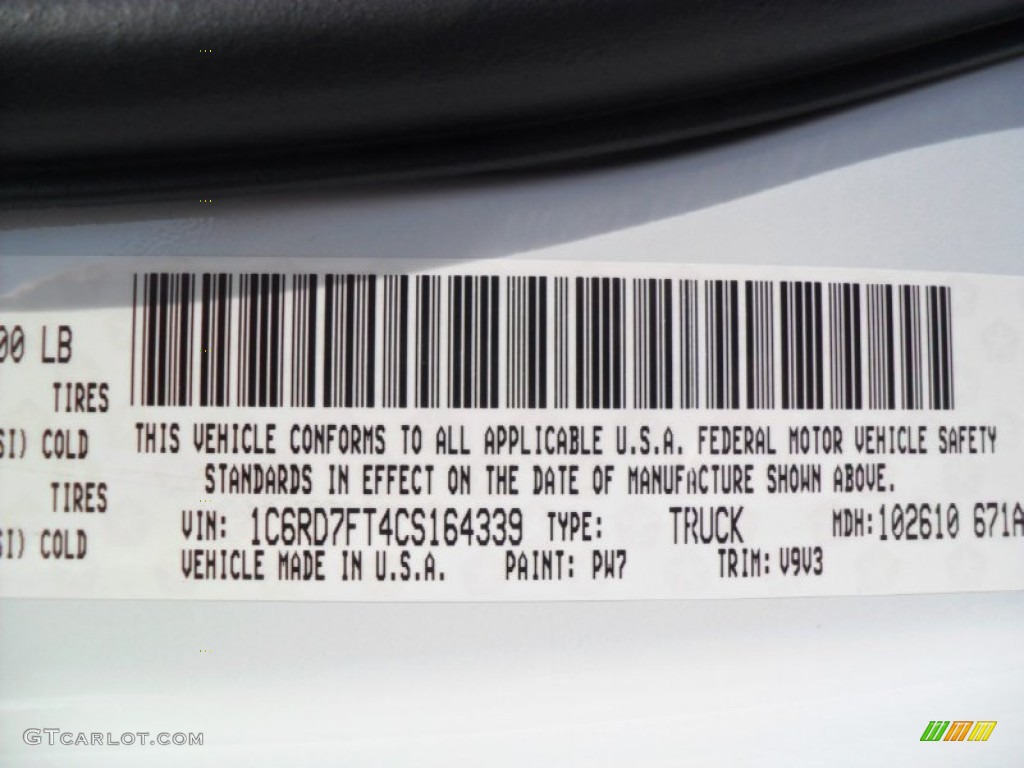 00 LB
TIRES
SI) COLD
TIRES
SI) COLD
THIS VEHICLE CONFORMS TO ALL APPLICABLE U.S.A. FEDERAL MOTOR VEHICLE SAFETY
STANDARDS IN EFFECT ON THE DATE OF MANUFACTURE SHOWN ABOVE.
VIN: 1C6RD7FT4CS164339 TYPE: TRUCK MDH: 102610 671A
VEHICLE MADE IN U.S.A. PAINT: PW7 TRIM: V9V3
GTCARLOT.COM